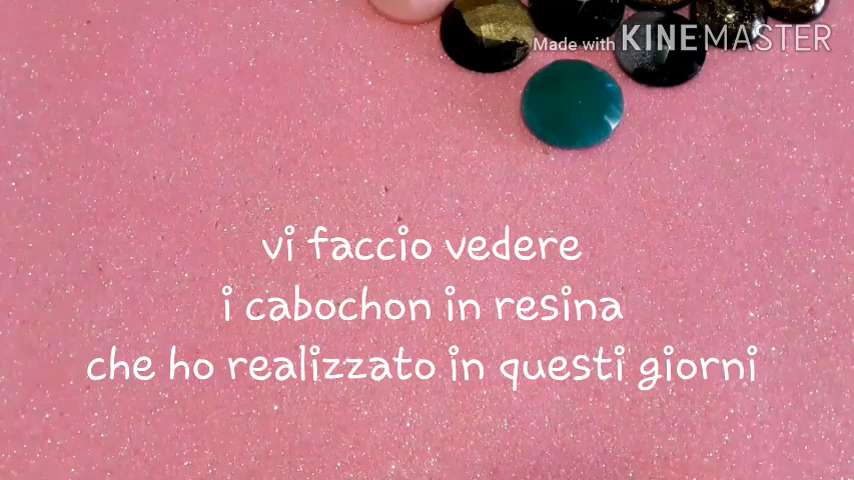 Made with KINEMASTER
vi faccio vedere
i cabochon in resina
che ho realizzato in questi giorni